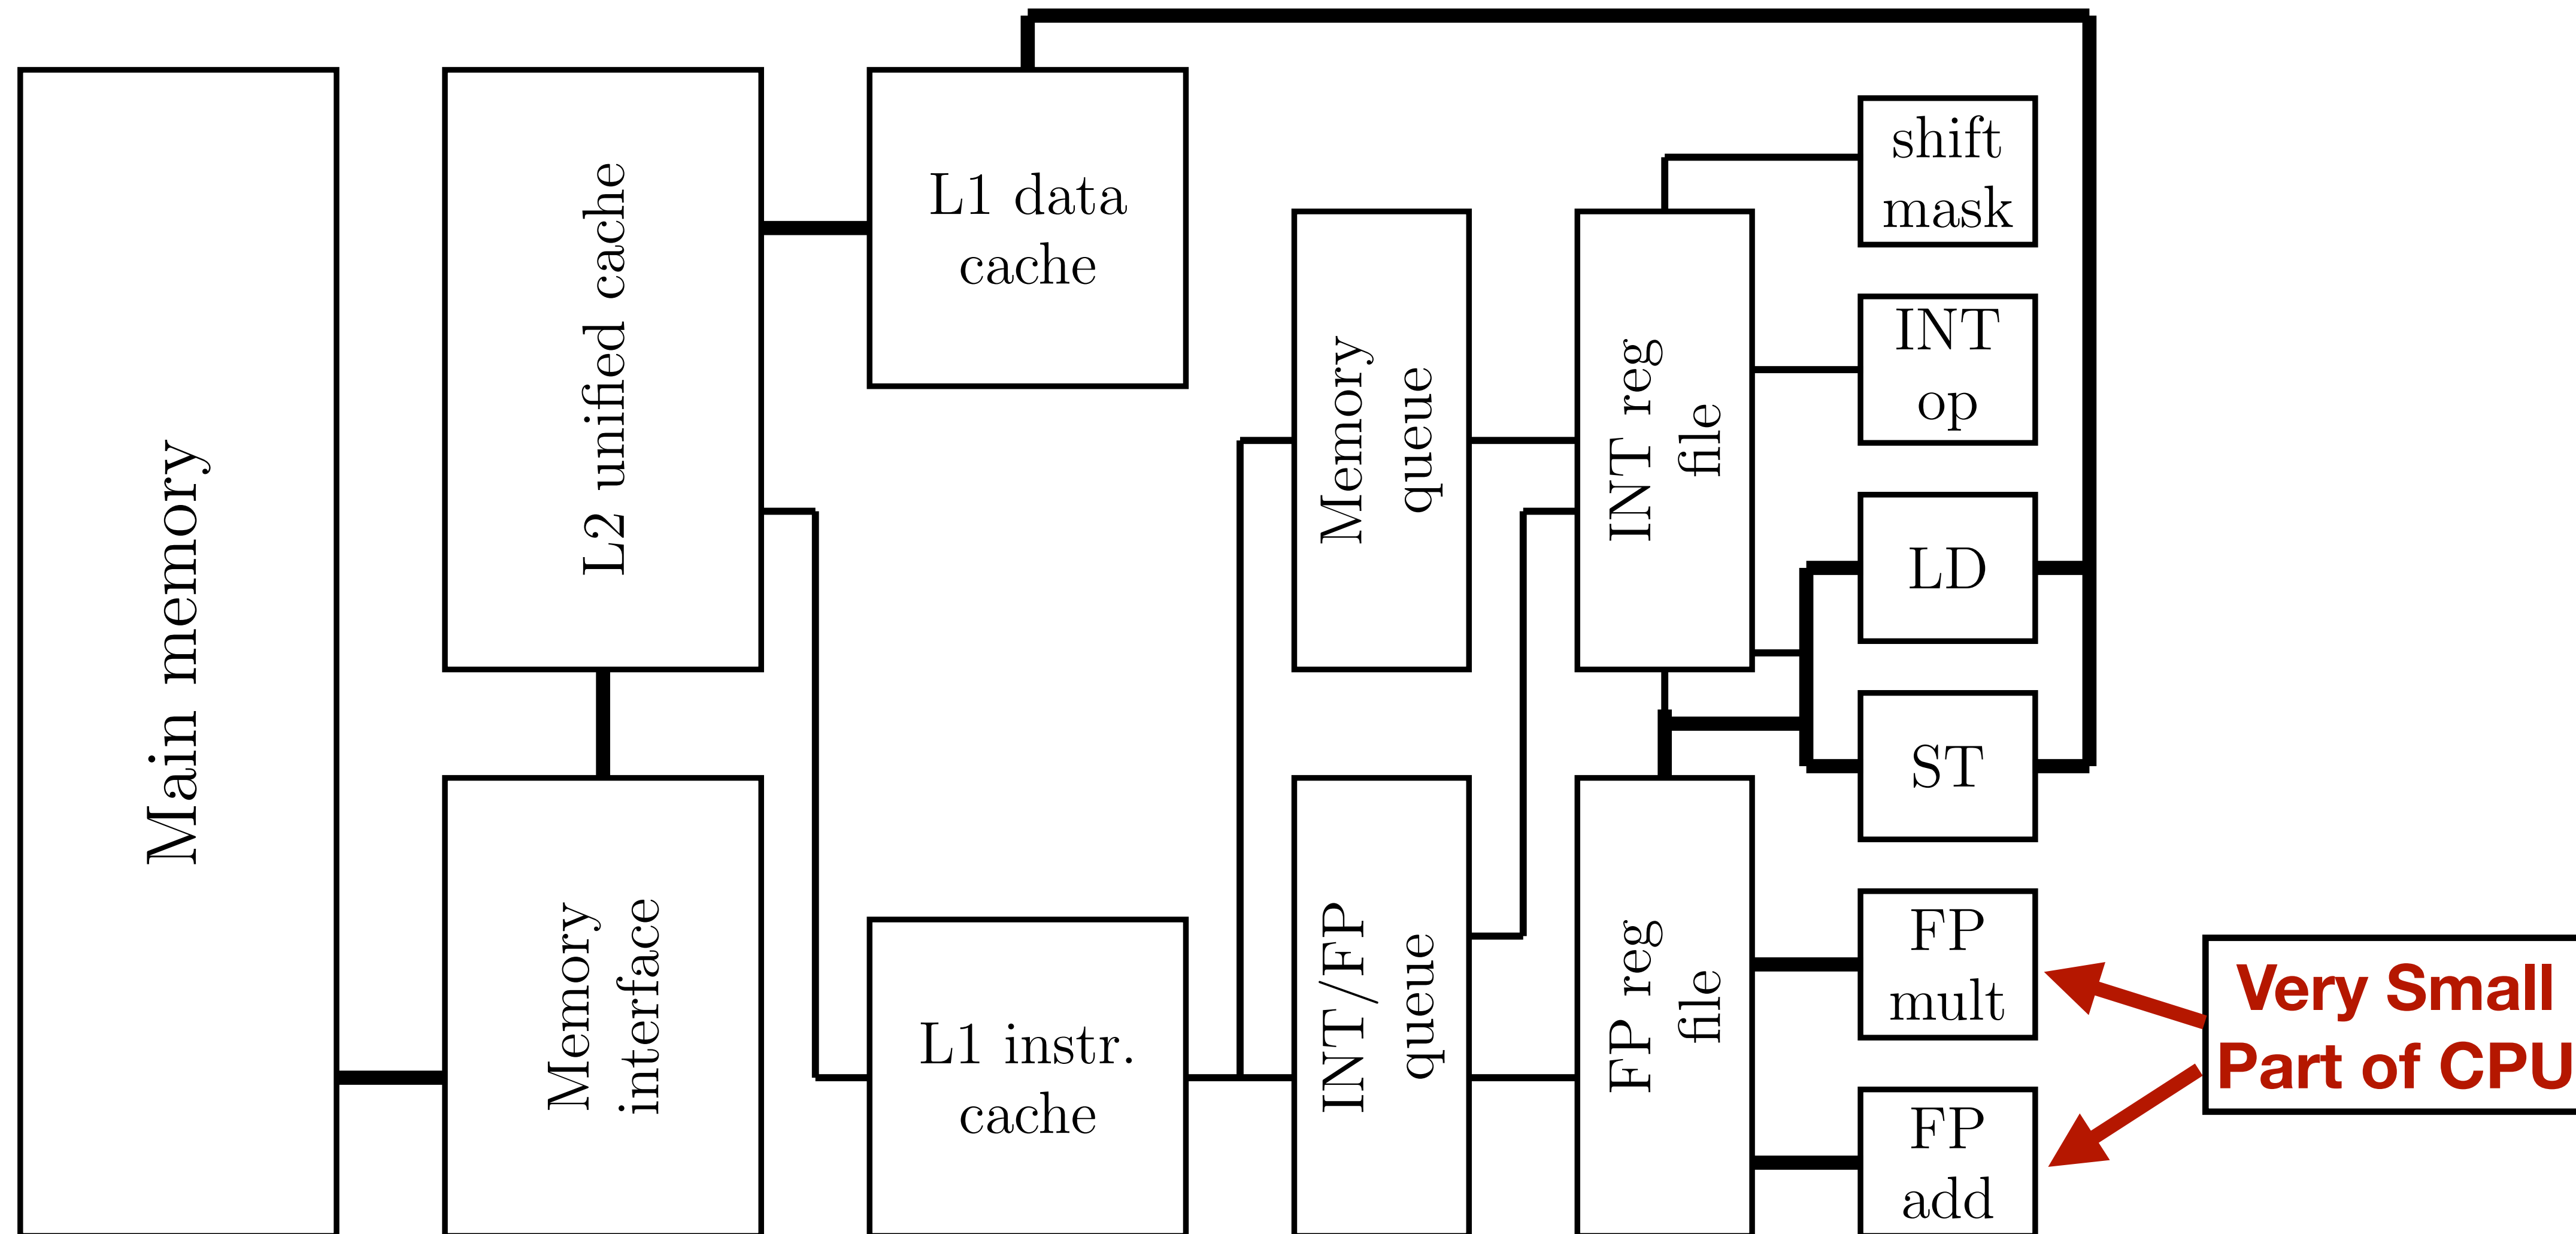 Main memory
L2 unified cache
Memory
interface
L1 data
cache
L1 instr.
cache
Memory
queue
INT/FP
queue
INT reg
file
FP reg
file
shift
mask
INT
op
LD
ST
FP
mult
FP
add
Very Small
Part of CPU